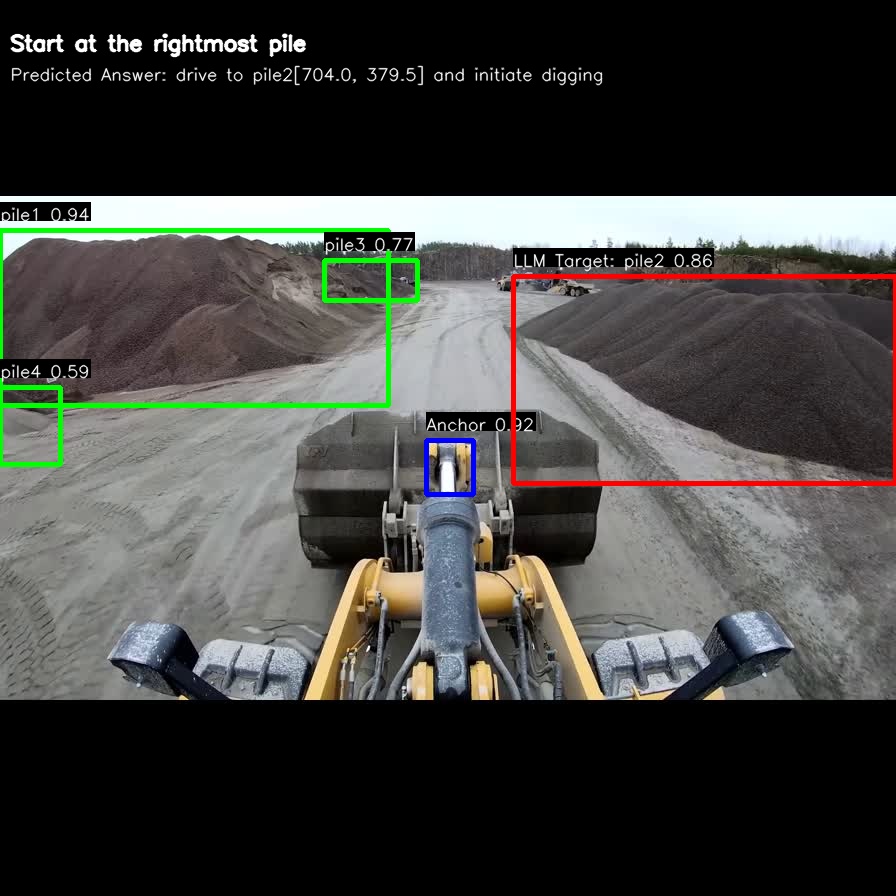 Start at the rightmost pile
Predicted Answer: drive to pile2[704.0, 379.5] and initiate digging
pile1 0.94
pile3 0.77
LLM Target: pile2 0.86
pile4 0.59
Anchor 0.92